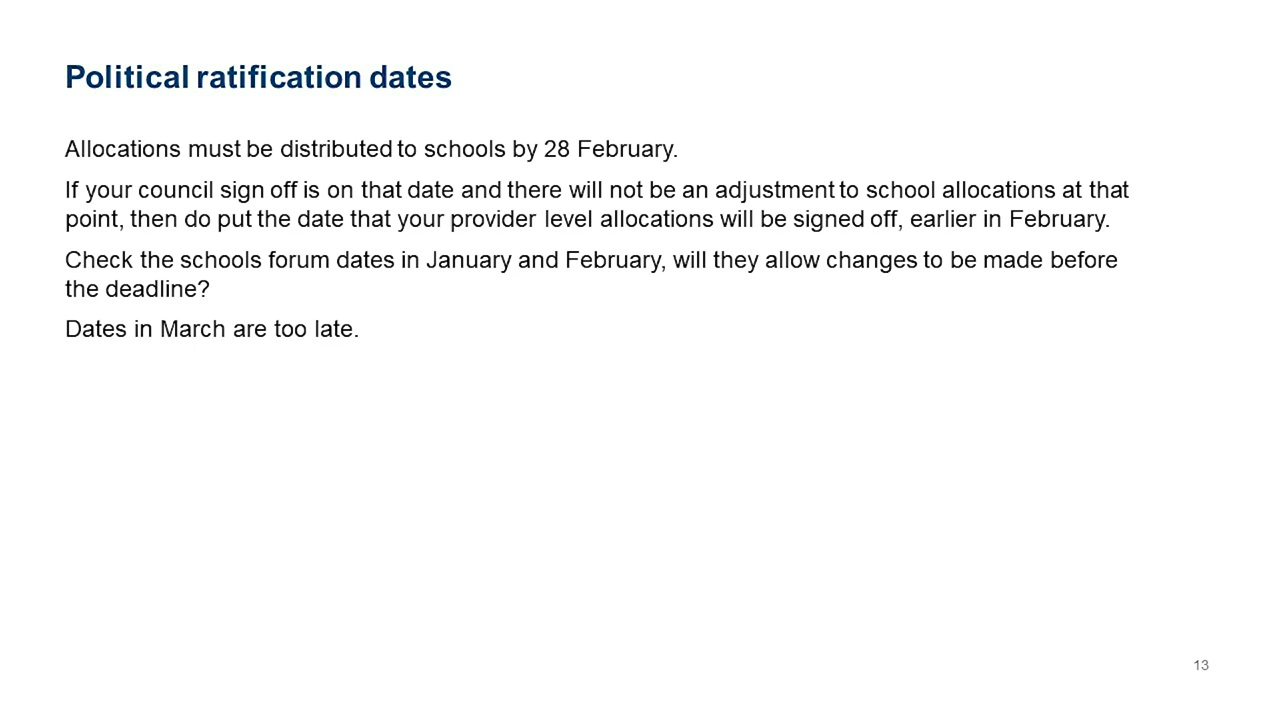 Political ratification dates
Allocations must be distributed to schools by 28 February.
If your council sign off is on that date and there will not be an adjustment to school allocations at that
point, then do put the date that your provider level allocations will be signed off, earlier in February.
Check the schools forum dates in January and February, will they allow changes to be made before
the deadline?
Dates in March are too late.
13